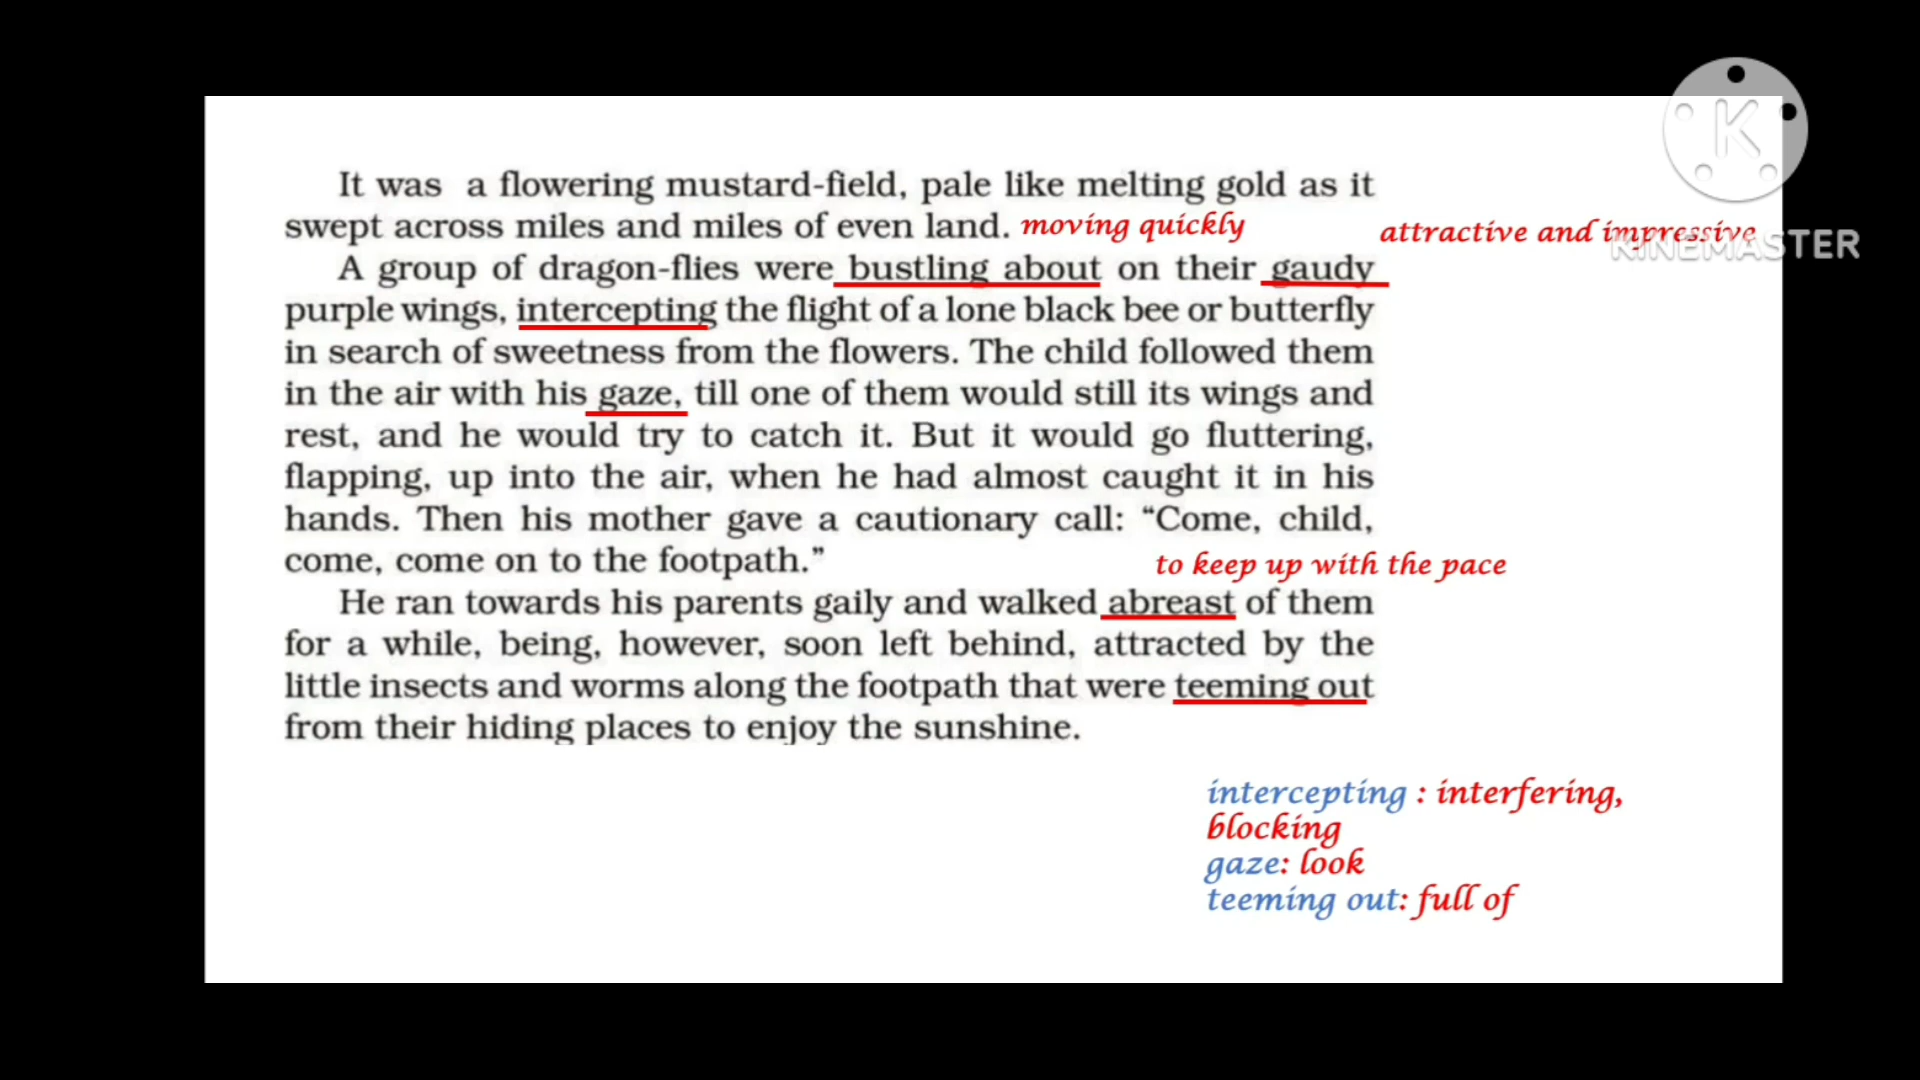 It was a flowering mustard-field, pale like melting gold as it
swept across miles and miles of even land. moving quickly
attractive and impressive
KINEMASTER
A group of dragon-flies were bustling about on their gaudy
purple wings, intercepting the flight of a lone black bee or butterfly
in search of sweetness from the flowers. The child followed them
in the air with his gaze, till one of them would still its wings and
rest, and he would try to catch it. But it would go fluttering,
flapping, up into the air, when he had almost caught it in his
hands. Then his mother gave a cautionary call: “Come, child,
come, come on to the footpath.”
to keep up with the pace
He ran towards his parents gaily and walked abreast of them
for a while, being, however, soon left behind, attracted by the
little insects and worms along the footpath that were teeming out
from their hiding places to enjoy the sunshine.
intercepting : interfering,
blocking
gaze: look
teeming out: full of
K